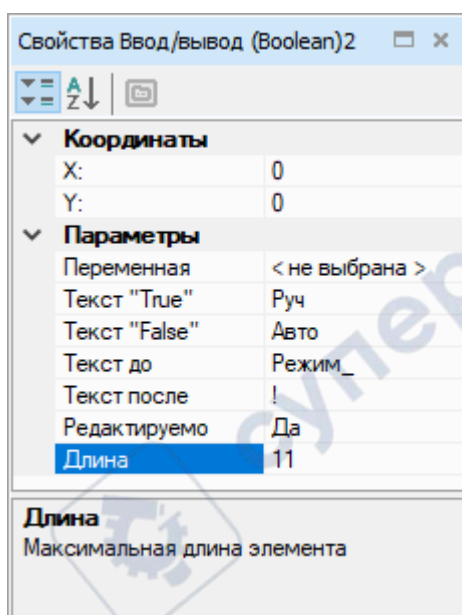 Свойства Ввод/вывод (Boolean)2
Координаты
X: 0
Y: 0
Параметры
Переменная < не выбрана >
Текст "True" Руч
Текст "False" Авто
Текст до Режим_
Текст после !
Редактируемо Да
Длина 11
Длина
Максимальная длина элемента
супер